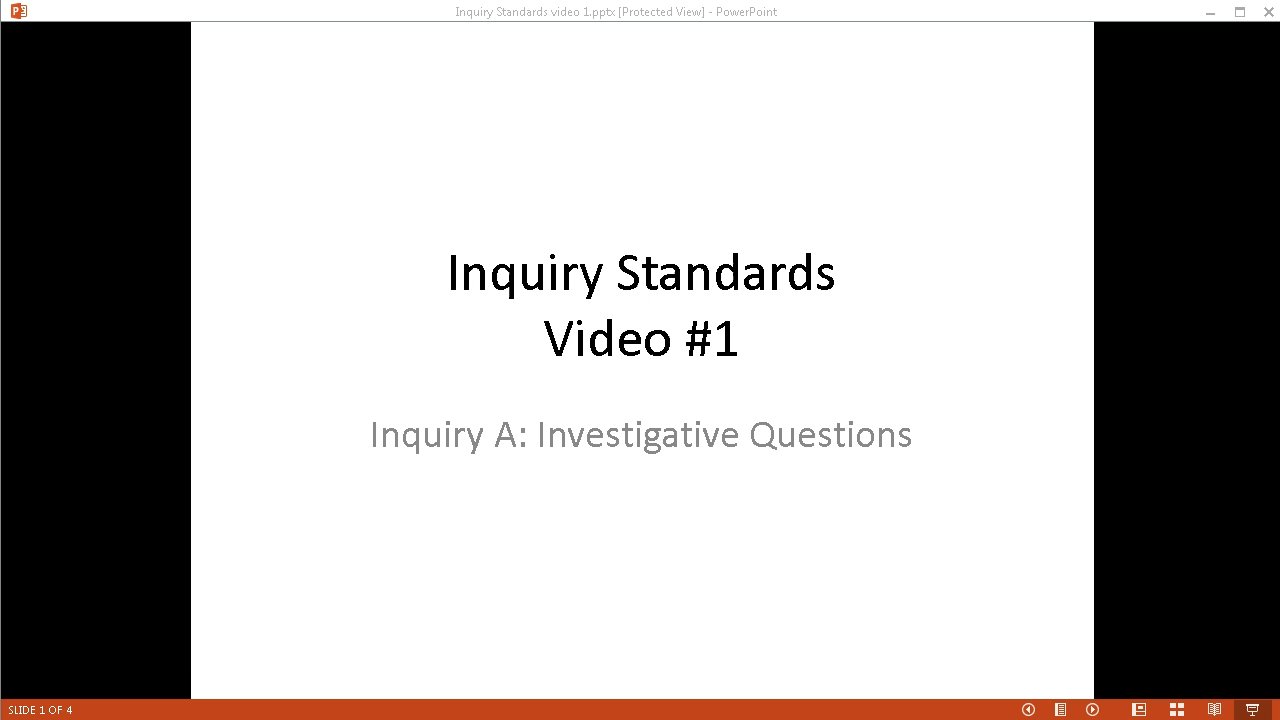 Inquiry Standards video 1.pptx [Protected View] - PowerPoint
Inquiry Standards
Video #1
Inquiry A: Investigative Questions
SLIDE 1 OF 4